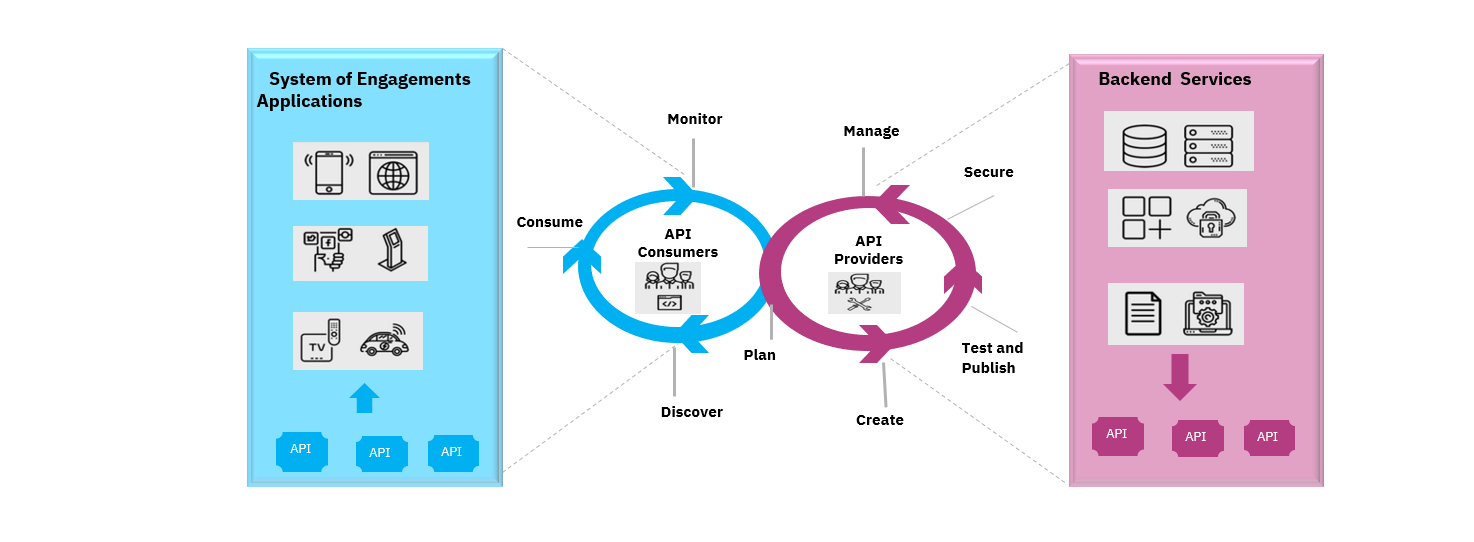 System of Engagements
Applications
TV
API
API
API
Monitor
Consume
API
Consumers
</>
Discover
Plan
Manage
Secure
API
Providers
Test and
Publish
Create
Backend Services
API
API
API